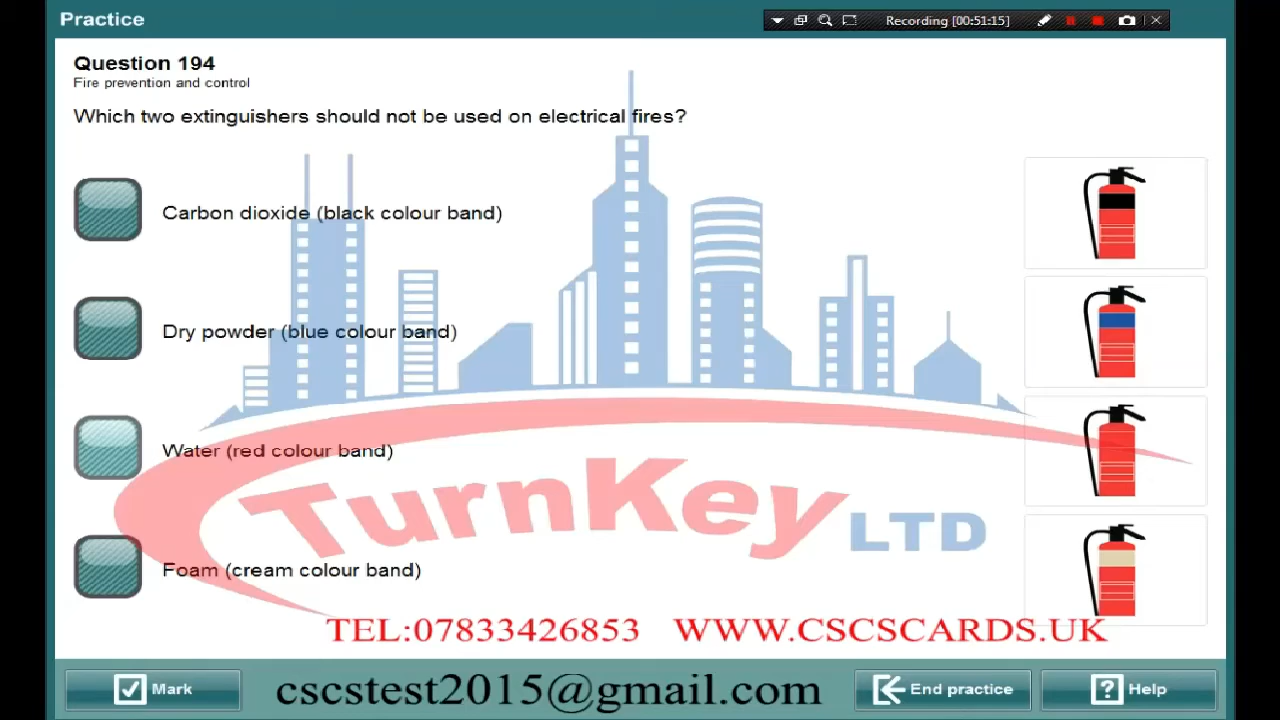 Practice
Recording [00:51:15]
Question 194
Fire prevention and control
Which two extinguishers should not be used on electrical fires?
Carbon dioxide (black colour band)
Dry powder (blue colour band)
Water (red colour band)
TurnKey LTD
Foam (cream colour band)
TEL:07833426853 WWW.CSCSCARDS.UK
Mark
cscstest2015@gmail.com
End practice
? Help